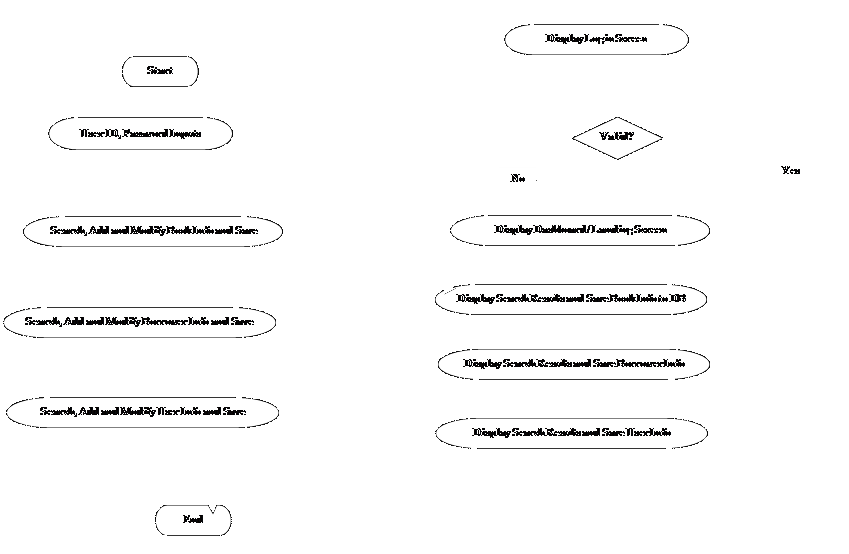 Display Login Screen
Start
User ID, Password Inputs
Valid?
No
Yes
Search, Add and Modify Book Info and Save
Display Dashboard / Landing Screen
Display Search Results and Save Book Info to DB
Search, Add and Modify Borrower Info and Save
Display Search Results and Save Borrower Info
Search, Add and Modify User Info and Save
Display Search Results and Save User Info
End